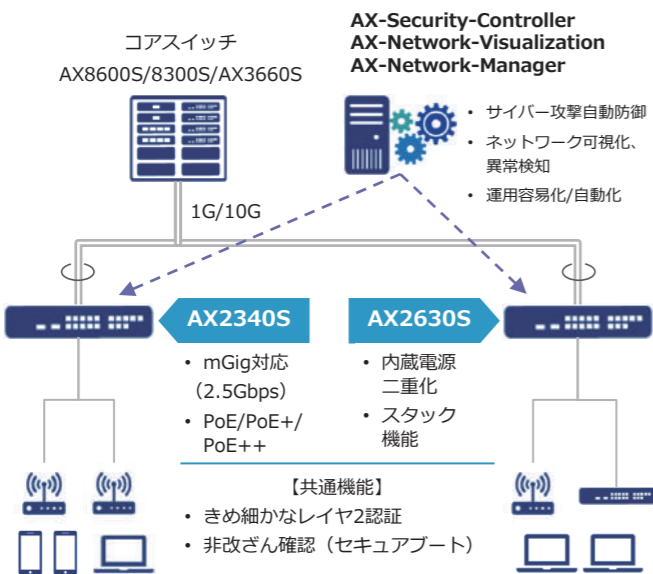 コアスイッチ
AX8600S/8300S/AX3660S
AX-Security-Controller
AX-Network-Visualization
AX-Network-Manager
• サイバー攻撃自動防御
• ネットワーク可視化、
異常検知
• 運用容易化/自動化
1G/10G
AX2340S
• mGig対応
（2.5Gbps）
• PoE/PoE+/
PoE++
AX2630S
• 内蔵電源
二重化
• スタック
機能
【共通機能】
• きめ細かなレイヤ2認証
• 非改ざん確認（セキュアブート）